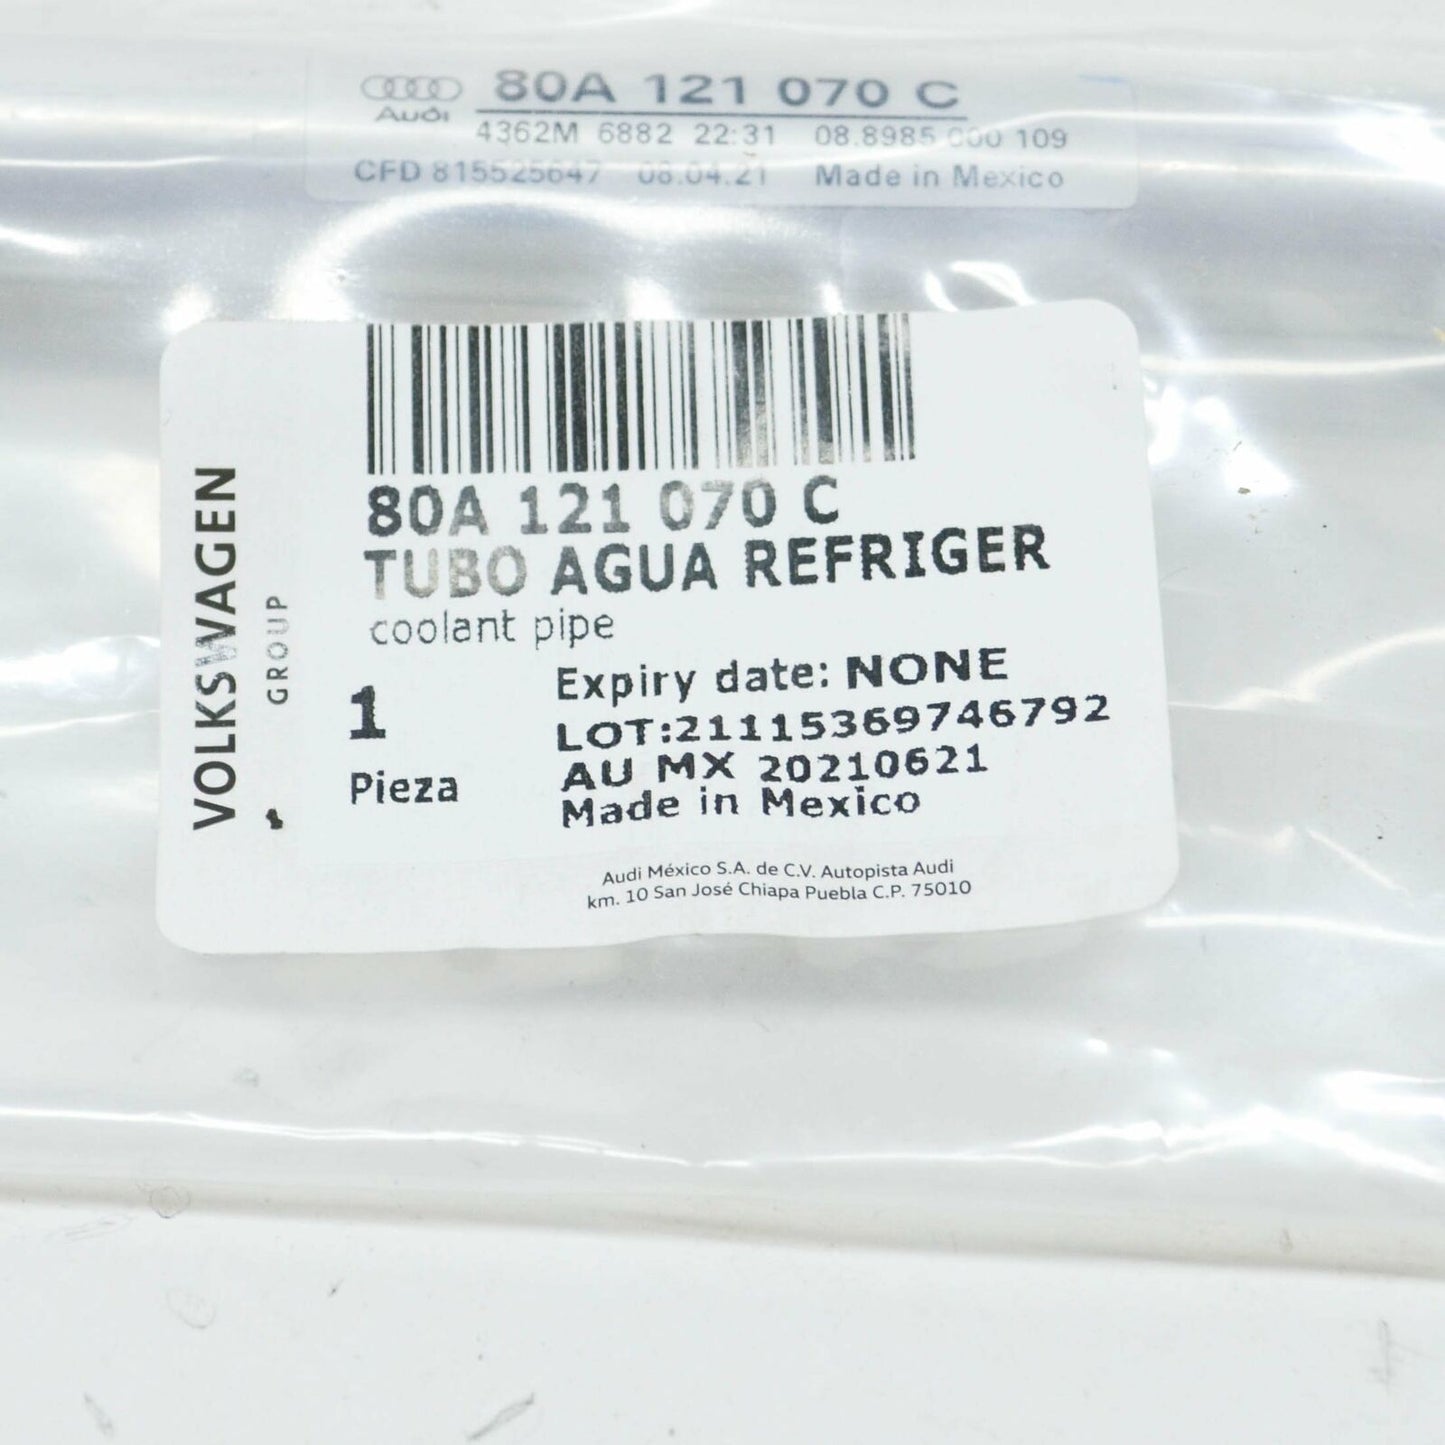 80A 121 070 C
Audi
4362M 6882 22:31 08.8985 000 109
CFD 815525647 08.04.21 Made in Mexico
80A 121 070 C
TUBO AGUA REFRIGER
coolant pipe
Expiry date: NONE
1
LOT:211115369746792
AU MX 20210621
Pieza
Made in Mexico
VOLKSWAGEN
GROUP
Audi México S.A. de C.V. Autopista Audi
km. 10 San José Chiapa Puebla C.P. 75010